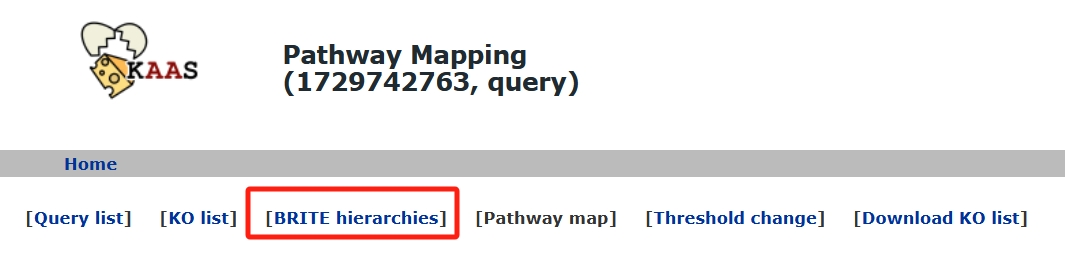 KAAS
Pathway Mapping
(1729742763, query)
Home
[Query list] [KO list] [BRITE hierarchies] [Pathway map] [Threshold change] [Download KO list]